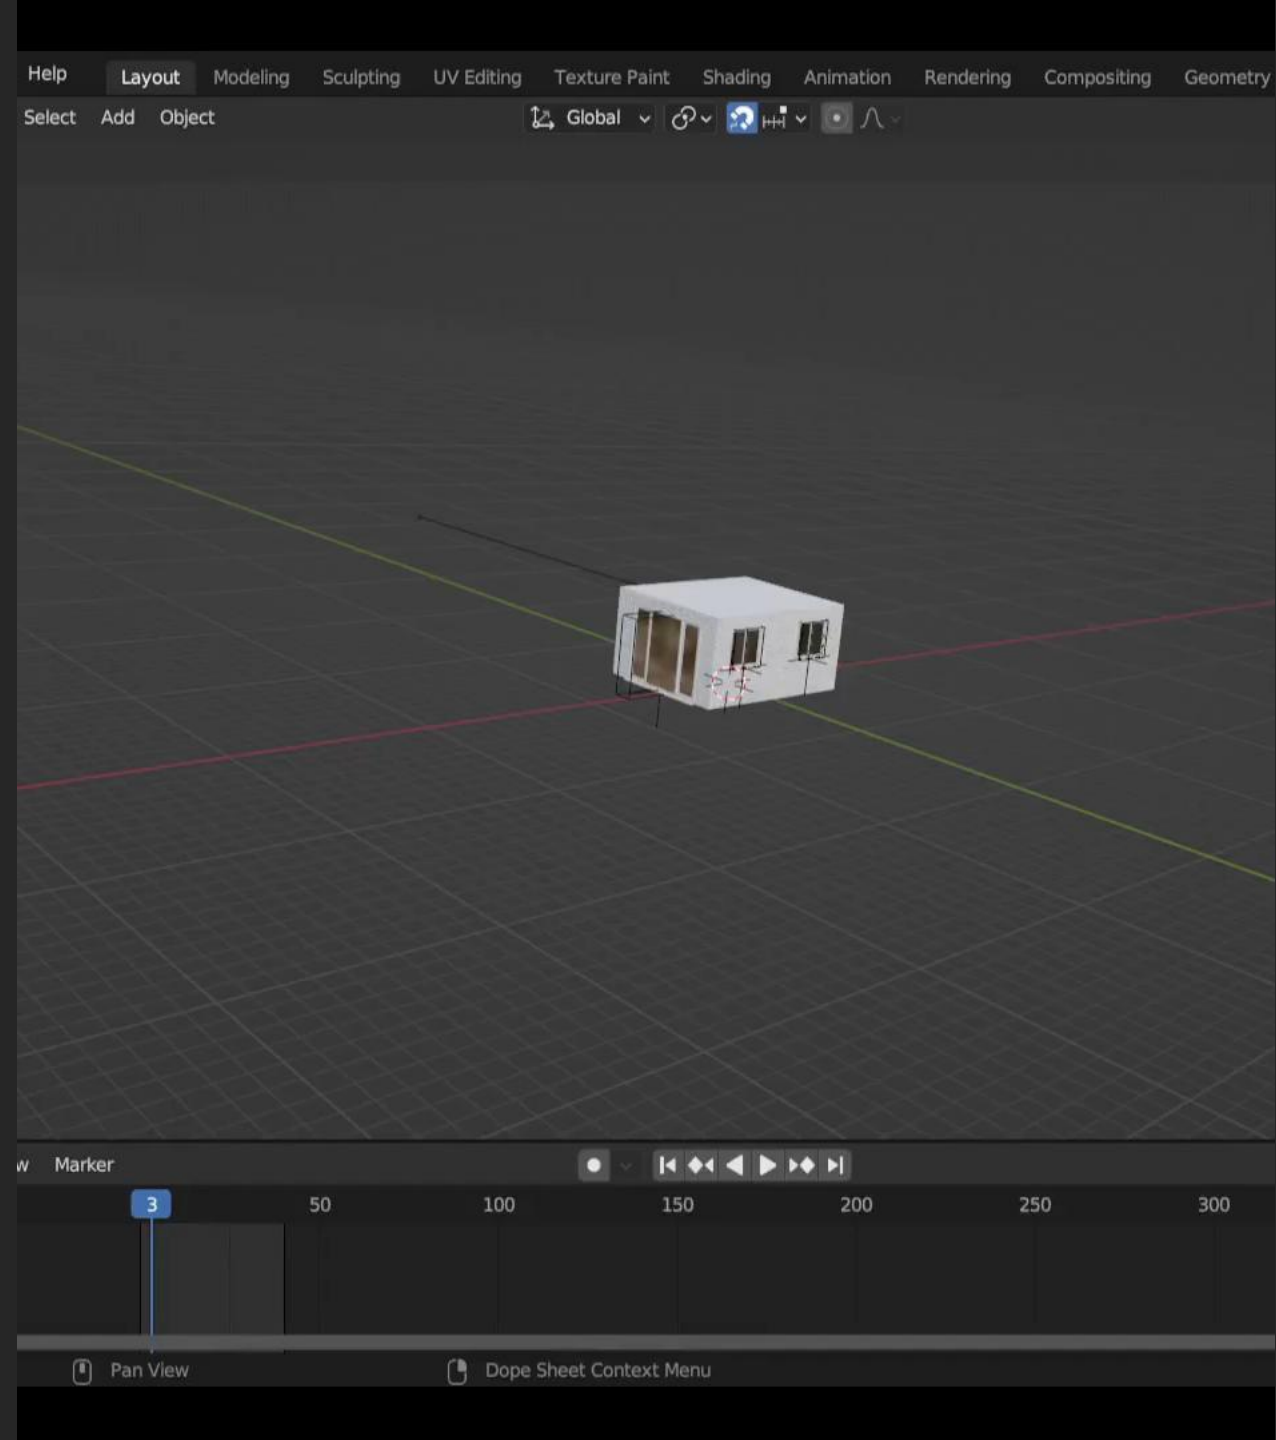 Help Layout Modeling Sculpting UV Editing Texture Paint Shading Animation Rendering Compositing Geometry
Select Add Object Global
w Marker
3 50 100 150 200 250 300
Pan View Dope Sheet Context Menu